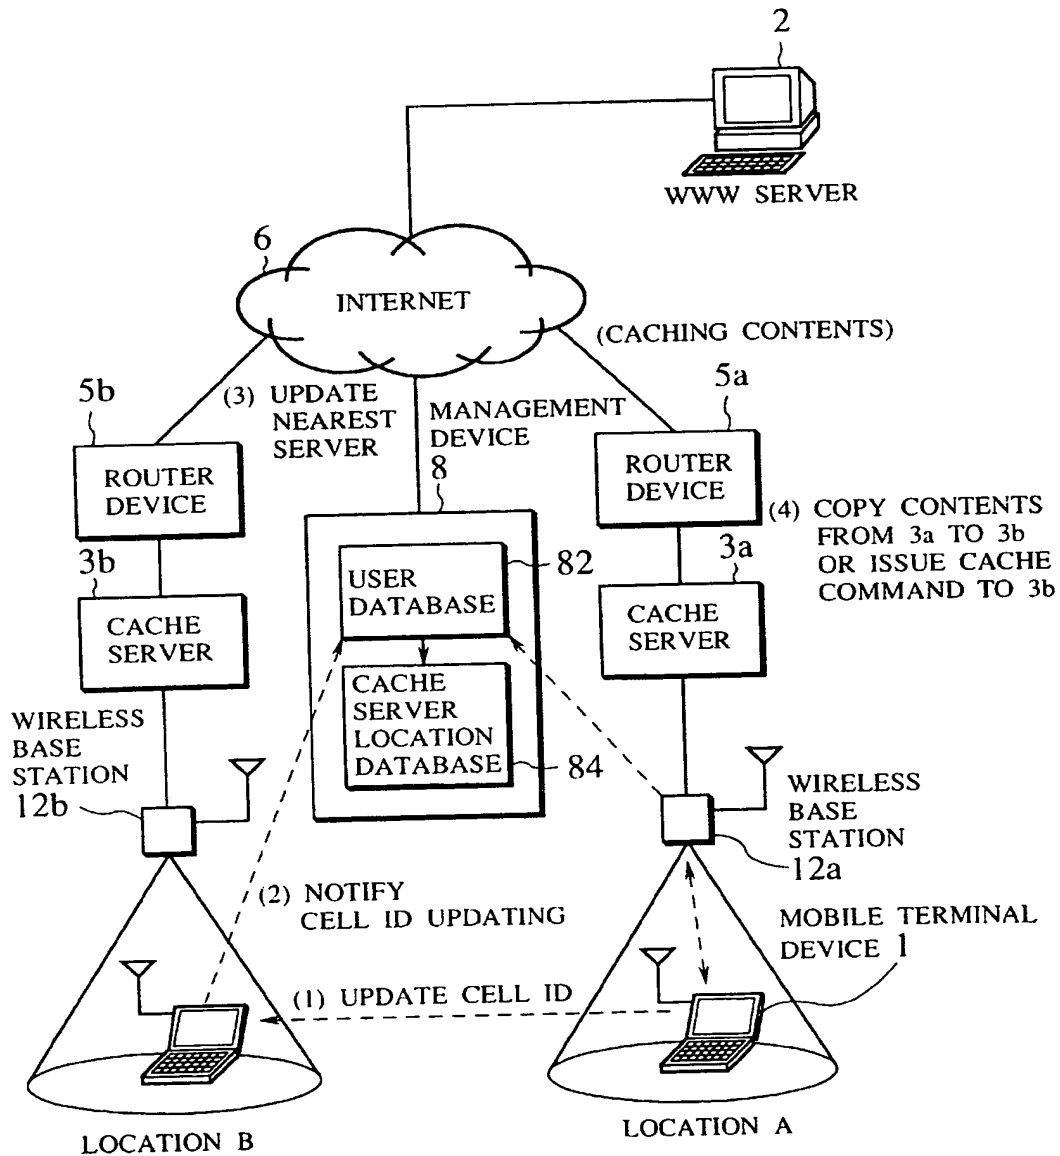 2
WWW SERVER
6
INTERNET
(CACHING CONTENTS)
5b
(3) UPDATE
NEAREST
SERVER
MANAGEMENT
DEVICE
8
5a
ROUTER
DEVICE
ROUTER
DEVICE
(4) COPY CONTENTS
FROM 3a TO 3b
OR ISSUE CACHE
COMMAND TO 3b
3b
CACHE
SERVER
USER
DATABASE
82
3a
CACHE
SERVER
CACHE
SERVER
LOCATION
DATABASE
84
WIRELESS
BASE
STATION
12b
WIRELESS
BASE
STATION
12a
(2) NOTIFY
CELL ID UPDATING
MOBILE TERMINAL
DEVICE 1
(1) UPDATE CELL ID
LOCATION B
LOCATION A